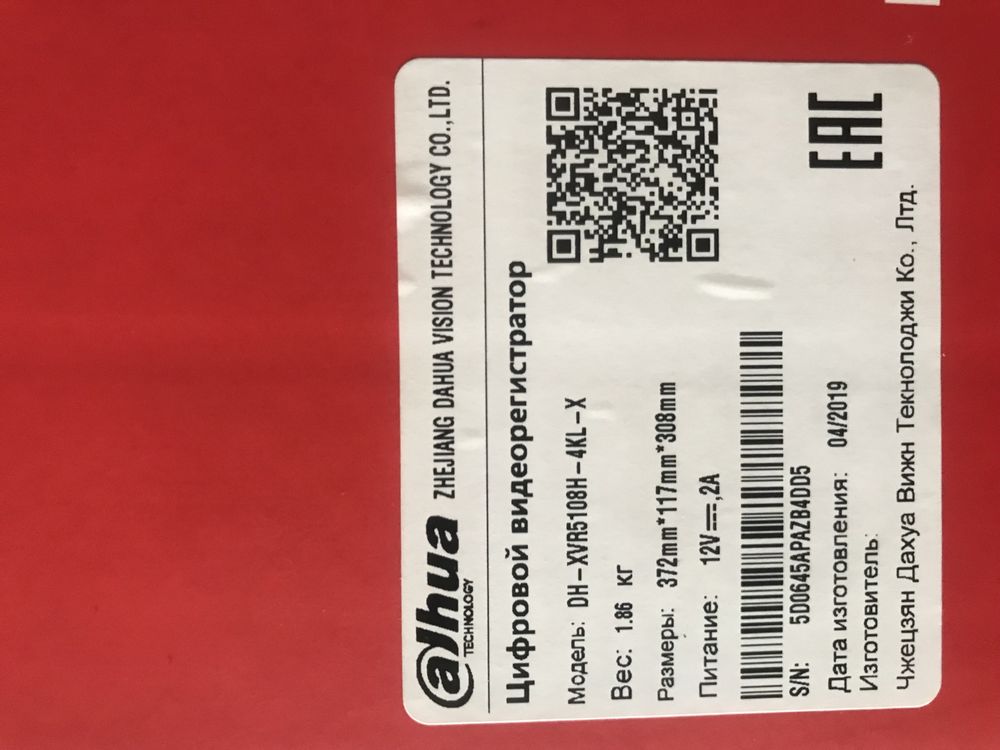 alhua
TECHNOLOGY
ZHEJIANG DAHUA VISION TECHNOLOGY CO.,LTD.
Цифровой видеорегистратор
Модель: DH-XVR5108H-4KL-X
Вес: 1.86 кг
Размеры: 372mm*117mm*308mm
Питание: 12V⎓,2A
S/N: 5D0645APAZB4DD5
Дата изготовления: 04/2019
Изготовитель:
Чжецзян Дахуа Вижн Текнолоджи Ко., Лтд.
EAC